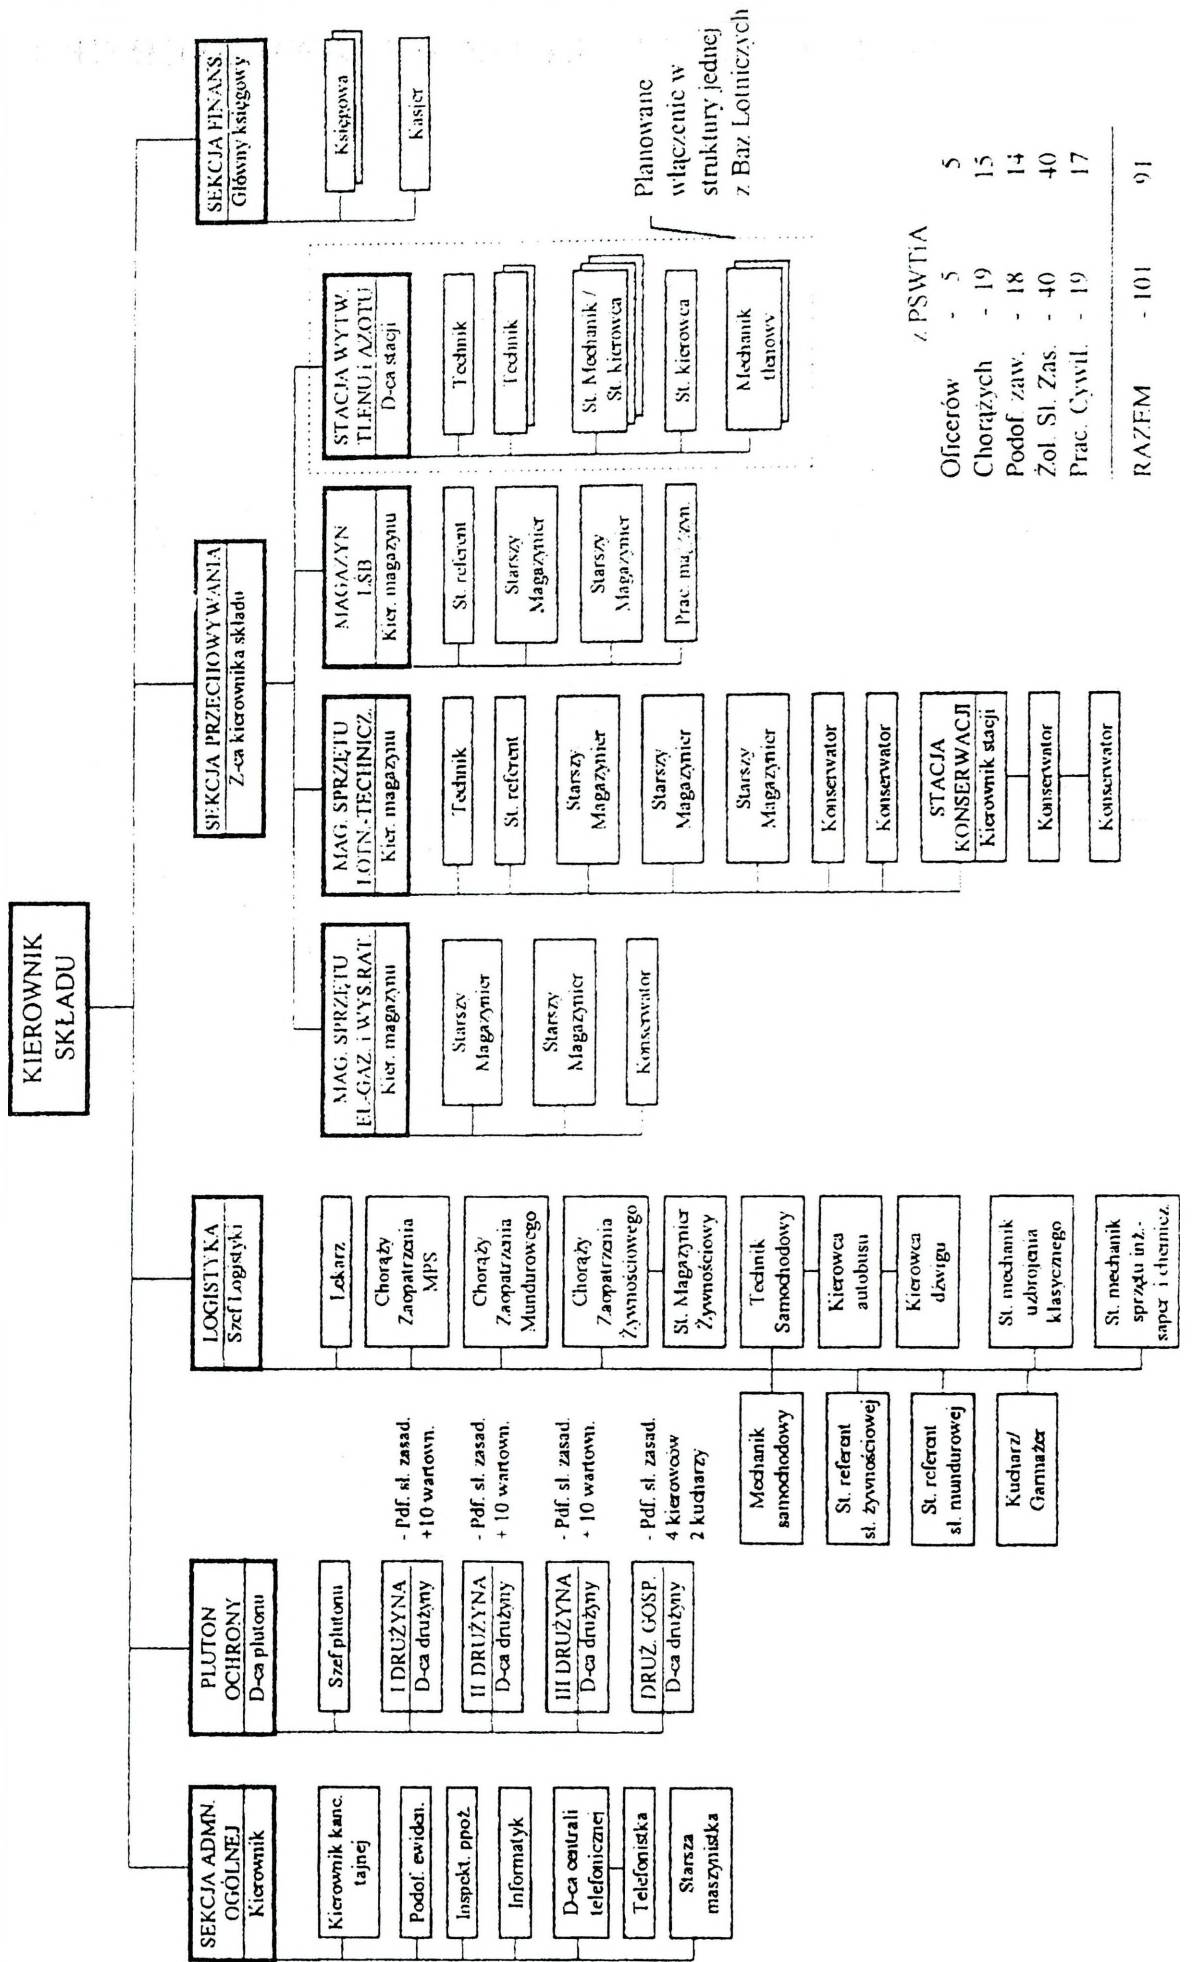 KIEROWNIK
SKŁADU
SEKCJA ADMN.
OGÓLNEJ
Kierownik
Kierownik kanc.
tajnej
Podof. ewiden.
Inspekt. ppoż.
Informatyk
D-ca centrali
telefonicznej
Telefonistka
Starsza
maszynistka
PLUTON
OCHRONY
D-ca plutonu
Szef plutonu
I DRUŻYNA
D-ca drużyny
- Pdf. sł. zasad.
+10 wartown.
II DRUŻYNA
D-ca drużyny
- Pdf. sł. zasad.
+ 10 wartown.
III DRUŻYNA
D-ca drużyny
- Pdf. sł. zasad.
+ 10 wartown.
DRUŻ. GOSP.
D-ca drużyny
- Pdf. sł. zasad.
4 kierowców
2 kucharzy
LOGISTYKA
Szef Logistyki
Lekarz
Chorąży
Zaopatrzenia
MPS
Chorąży
Zaopatrzenia
Mundurowego
Chorąży
Zaopatrzenia
Żywnościowego
St. Magazynier
Żywnościowy
Technik
Samochodowy
Kierowca
autobusu
Kierowca
dźwigu
St. mechanik
uzbrojenia
klasycznego
St. mechanik
sprzętu inż.-
saper i chemicz.
Mechanik
samochodowy
St. referent
sł. żywnościowej
St. referent
sł. mundurowej
Kucharz/
Garmażer
SEKCJA PRZECHOWYWANIA
Z-ca kierownika składu
MAG. SPRZĘTU
EL-GAZ. i WYS.RAT.
Kier. magazynu
Starszy
Magazynier
Starszy
Magazynier
Konserwator
MAG. SPRZĘTU
LOTN.-TECHNICZ.
Kier. magazynu
Technik
St. referent
Starszy
Magazynier
Starszy
Magazynier
Starszy
Magazynier
Konserwator
Konserwator
STACJA
KONSERWACJI
Kierownik stacji
Konserwator
Konserwator
MAGAZYN
LSB
Kier. magazynu
St. referent
Starszy
Magazynier
Starszy
Magazynier
Prac. magazyn.
STACJA WYTW.
TLENU i AZOTU
D-ca stacji
Technik
Technik
St. Mechanik /
St. kierowca
St. kierowca
Mechanik
tlenowy
Planowane
włączenie w
struktury jednej
z Baz Lotniczych
SEKCJA FINANS.
Główny księgowy
Księgowa
Kasjer
z PSWTiA
Oficerów - 5 5
Chorążych - 19 15
Podof. zaw. - 18 14
Żoł. Sł. Zas. - 40 40
Prac. Cywil. - 19 17
RAZEM - 101 91